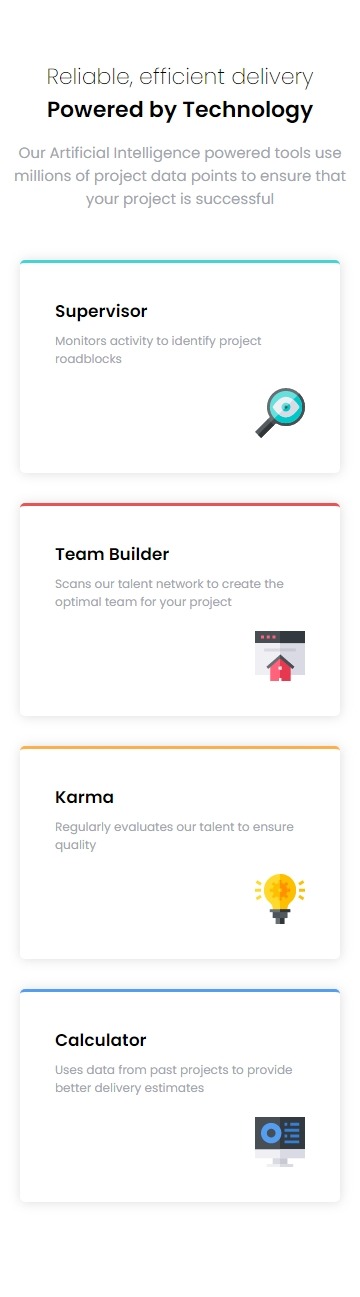 Reliable, efficient delivery
Powered by Technology
Our Artificial Intelligence powered tools use
millions of project data points to ensure that
your project is successful
Supervisor
Monitors activity to identify project
roadblocks
Team Builder
Scans our talent network to create the
optimal team for your project
Karma
Regularly evaluates our talent to ensure
quality
Calculator
Uses data from past projects to provide
better delivery estimates